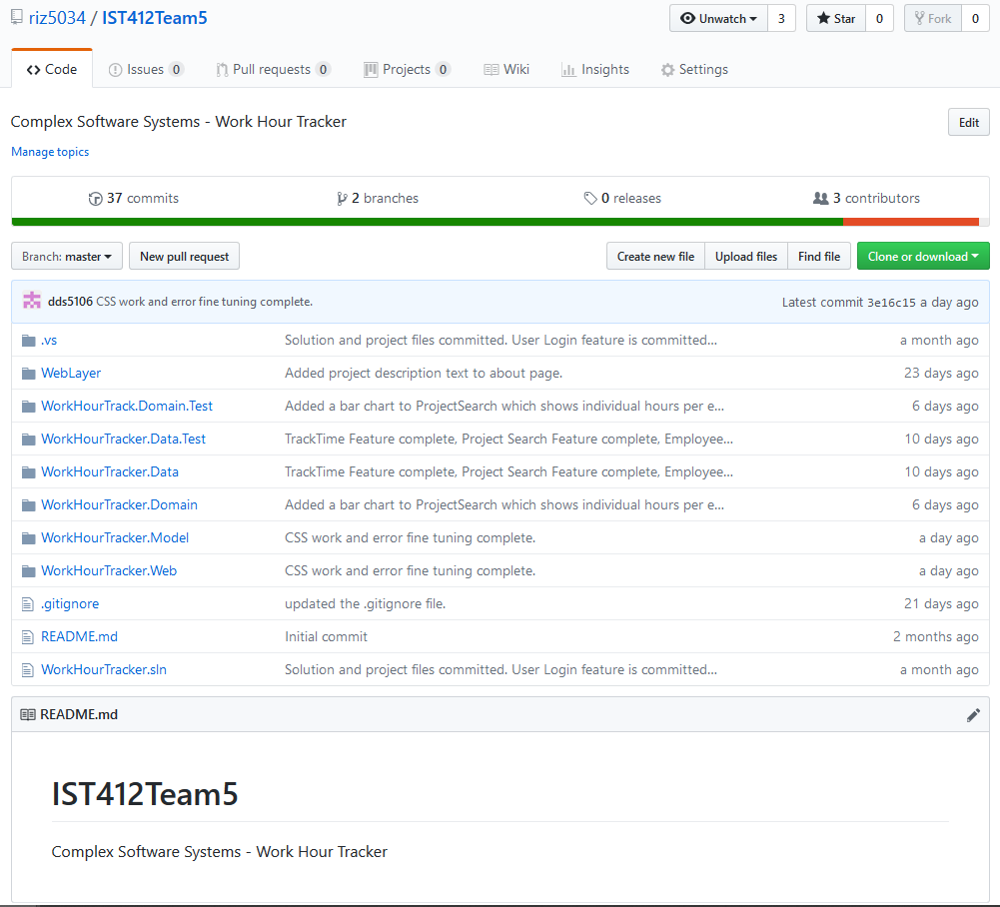 riz5034 / IST412Team5
Unwatch 3 Star 0 Fork 0
Code Issues 0 Pull requests 0 Projects 0 Wiki Insights Settings
Complex Software Systems - Work Hour Tracker Edit
Manage topics
37 commits 2 branches 0 releases 3 contributors
Branch: master New pull request Create new file Upload files Find file Clone or download
dds5106 CSS work and error fine tuning complete. Latest commit 3e16c15 a day ago
.vs Solution and project files committed. User Login feature is committed... a month ago
WebLayer Added project description text to about page. 23 days ago
WorkHourTrack.Domain.Test Added a bar chart to ProjectSearch which shows individual hours per e... 6 days ago
WorkHourTracker.Data.Test TrackTime Feature complete, Project Search Feature complete, Employee... 10 days ago
WorkHourTracker.Data TrackTime Feature complete, Project Search Feature complete, Employee... 10 days ago
WorkHourTracker.Domain Added a bar chart to ProjectSearch which shows individual hours per e... 6 days ago
WorkHourTracker.Model CSS work and error fine tuning complete. a day ago
WorkHourTracker.Web CSS work and error fine tuning complete. a day ago
.gitignore updated the .gitignore file. 21 days ago
README.md Initial commit 2 months ago
WorkHourTracker.sln Solution and project files committed. User Login feature is committed... a month ago
README.md
IST412Team5
Complex Software Systems - Work Hour Tracker